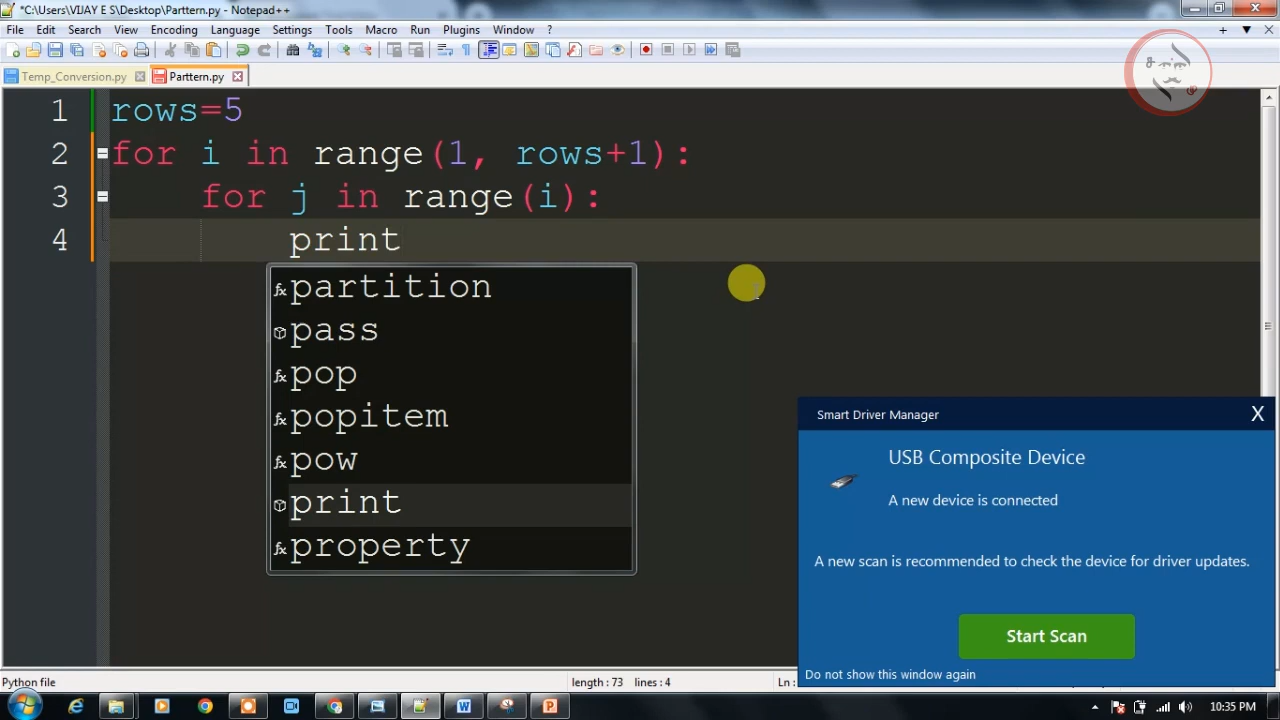 *C:\Users\VIJAY E S\Desktop\Parttern.py - Notepad++
File Edit Search View Encoding Language Settings Tools Macro Run Plugins Window ? + ▼ X
Temp_Conversion.py Parttern.py
1 rows=5
2 for i in range(1, rows+1):
3 for j in range(i):
4 print
partition
pass
pop
popitem
pow
print
property
Smart Driver Manager X
USB Composite Device
A new device is connected
A new scan is recommended to check the device for driver updates.
Start Scan
Do not show this window again
Python file length : 73 lines : 4 Ln :
10:35 PM